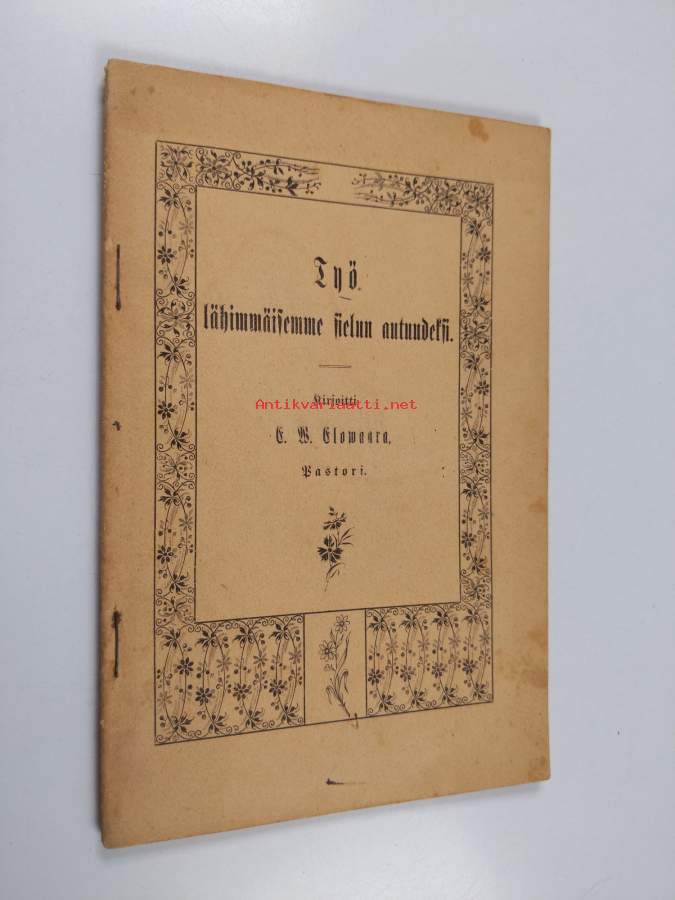 Työ
lähimmäisemme sielun autuudeksi.
Kirjoitti
Antikvariaatti.net
E. W. Elowaara,
Pastori.